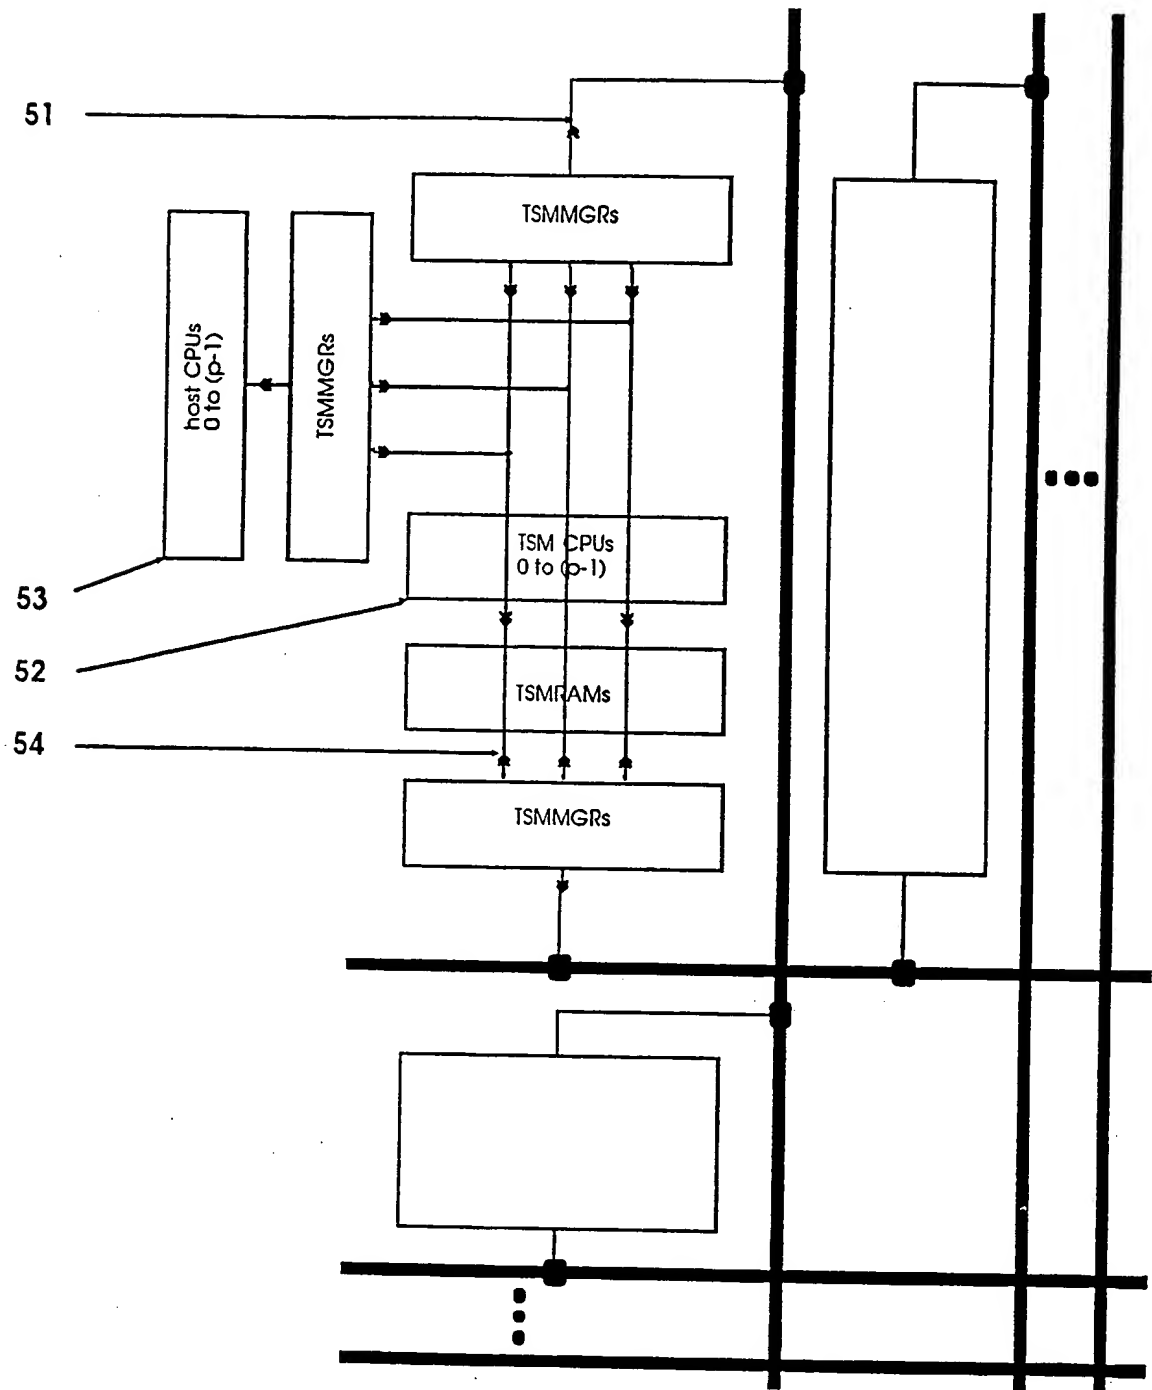 51
TSMMGRs
host CPUs
0 to (p-1)
TSMMGRs
TSM CPUs
0 to (p-1)
53
52
TSMRAMs
54
TSMMGRs